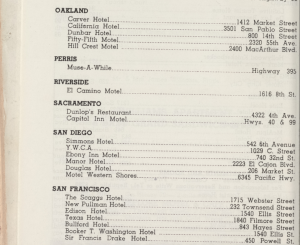 OAKLAND
Carver Hotel 1412 Market Street
California Hotel 3501 San Pablo Street
Dunbar Hotel 800 14th Street
Fifty-Fifth Motel 2320 55th Ave.
Hill Crest Motel 2400 MacArthur Blvd.
PERRIS
Muse-A-While Highway 395
RIVERSIDE
El Camino Motel 1616 8th St.
SACRAMENTO
Dunlop's Restaurant 4322 4th Ave.
Capitol Inn Motel Hwys. 40 & 99
SAN DIEGO
Simmons Hotel 542 6th Avenue
Y.W.C.A. 1029 C. Street
Ebony Inn Motel 740 32nd St.
Manor Hotel 2223 El Cajon Blvd.
Douglas Hotel 206 Market St.
Motel Western Shores 6345 Pacific Hwy.
SAN FRANCISCO
The Scaggs Hotel 1715 Webster Street
New Pullman Hotel 232 Townsend Street
Edison Hotel 1540 Ellis Street
Texas Hotel 1840 Fillmore Street
Bullford Hotel 843 Hayes Street
Booker T. Washington Hotel 1540 Ellis St.
Sir Francis Drake Hotel 450 Powell St.